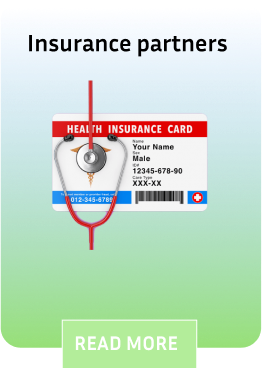 Insurance partners
HEALTH INSURANCE CARD
Name
Your Name
Sex
Male
ID#
12345-678-90
Care Type
XXX-XX
012-345-6789
READ MORE